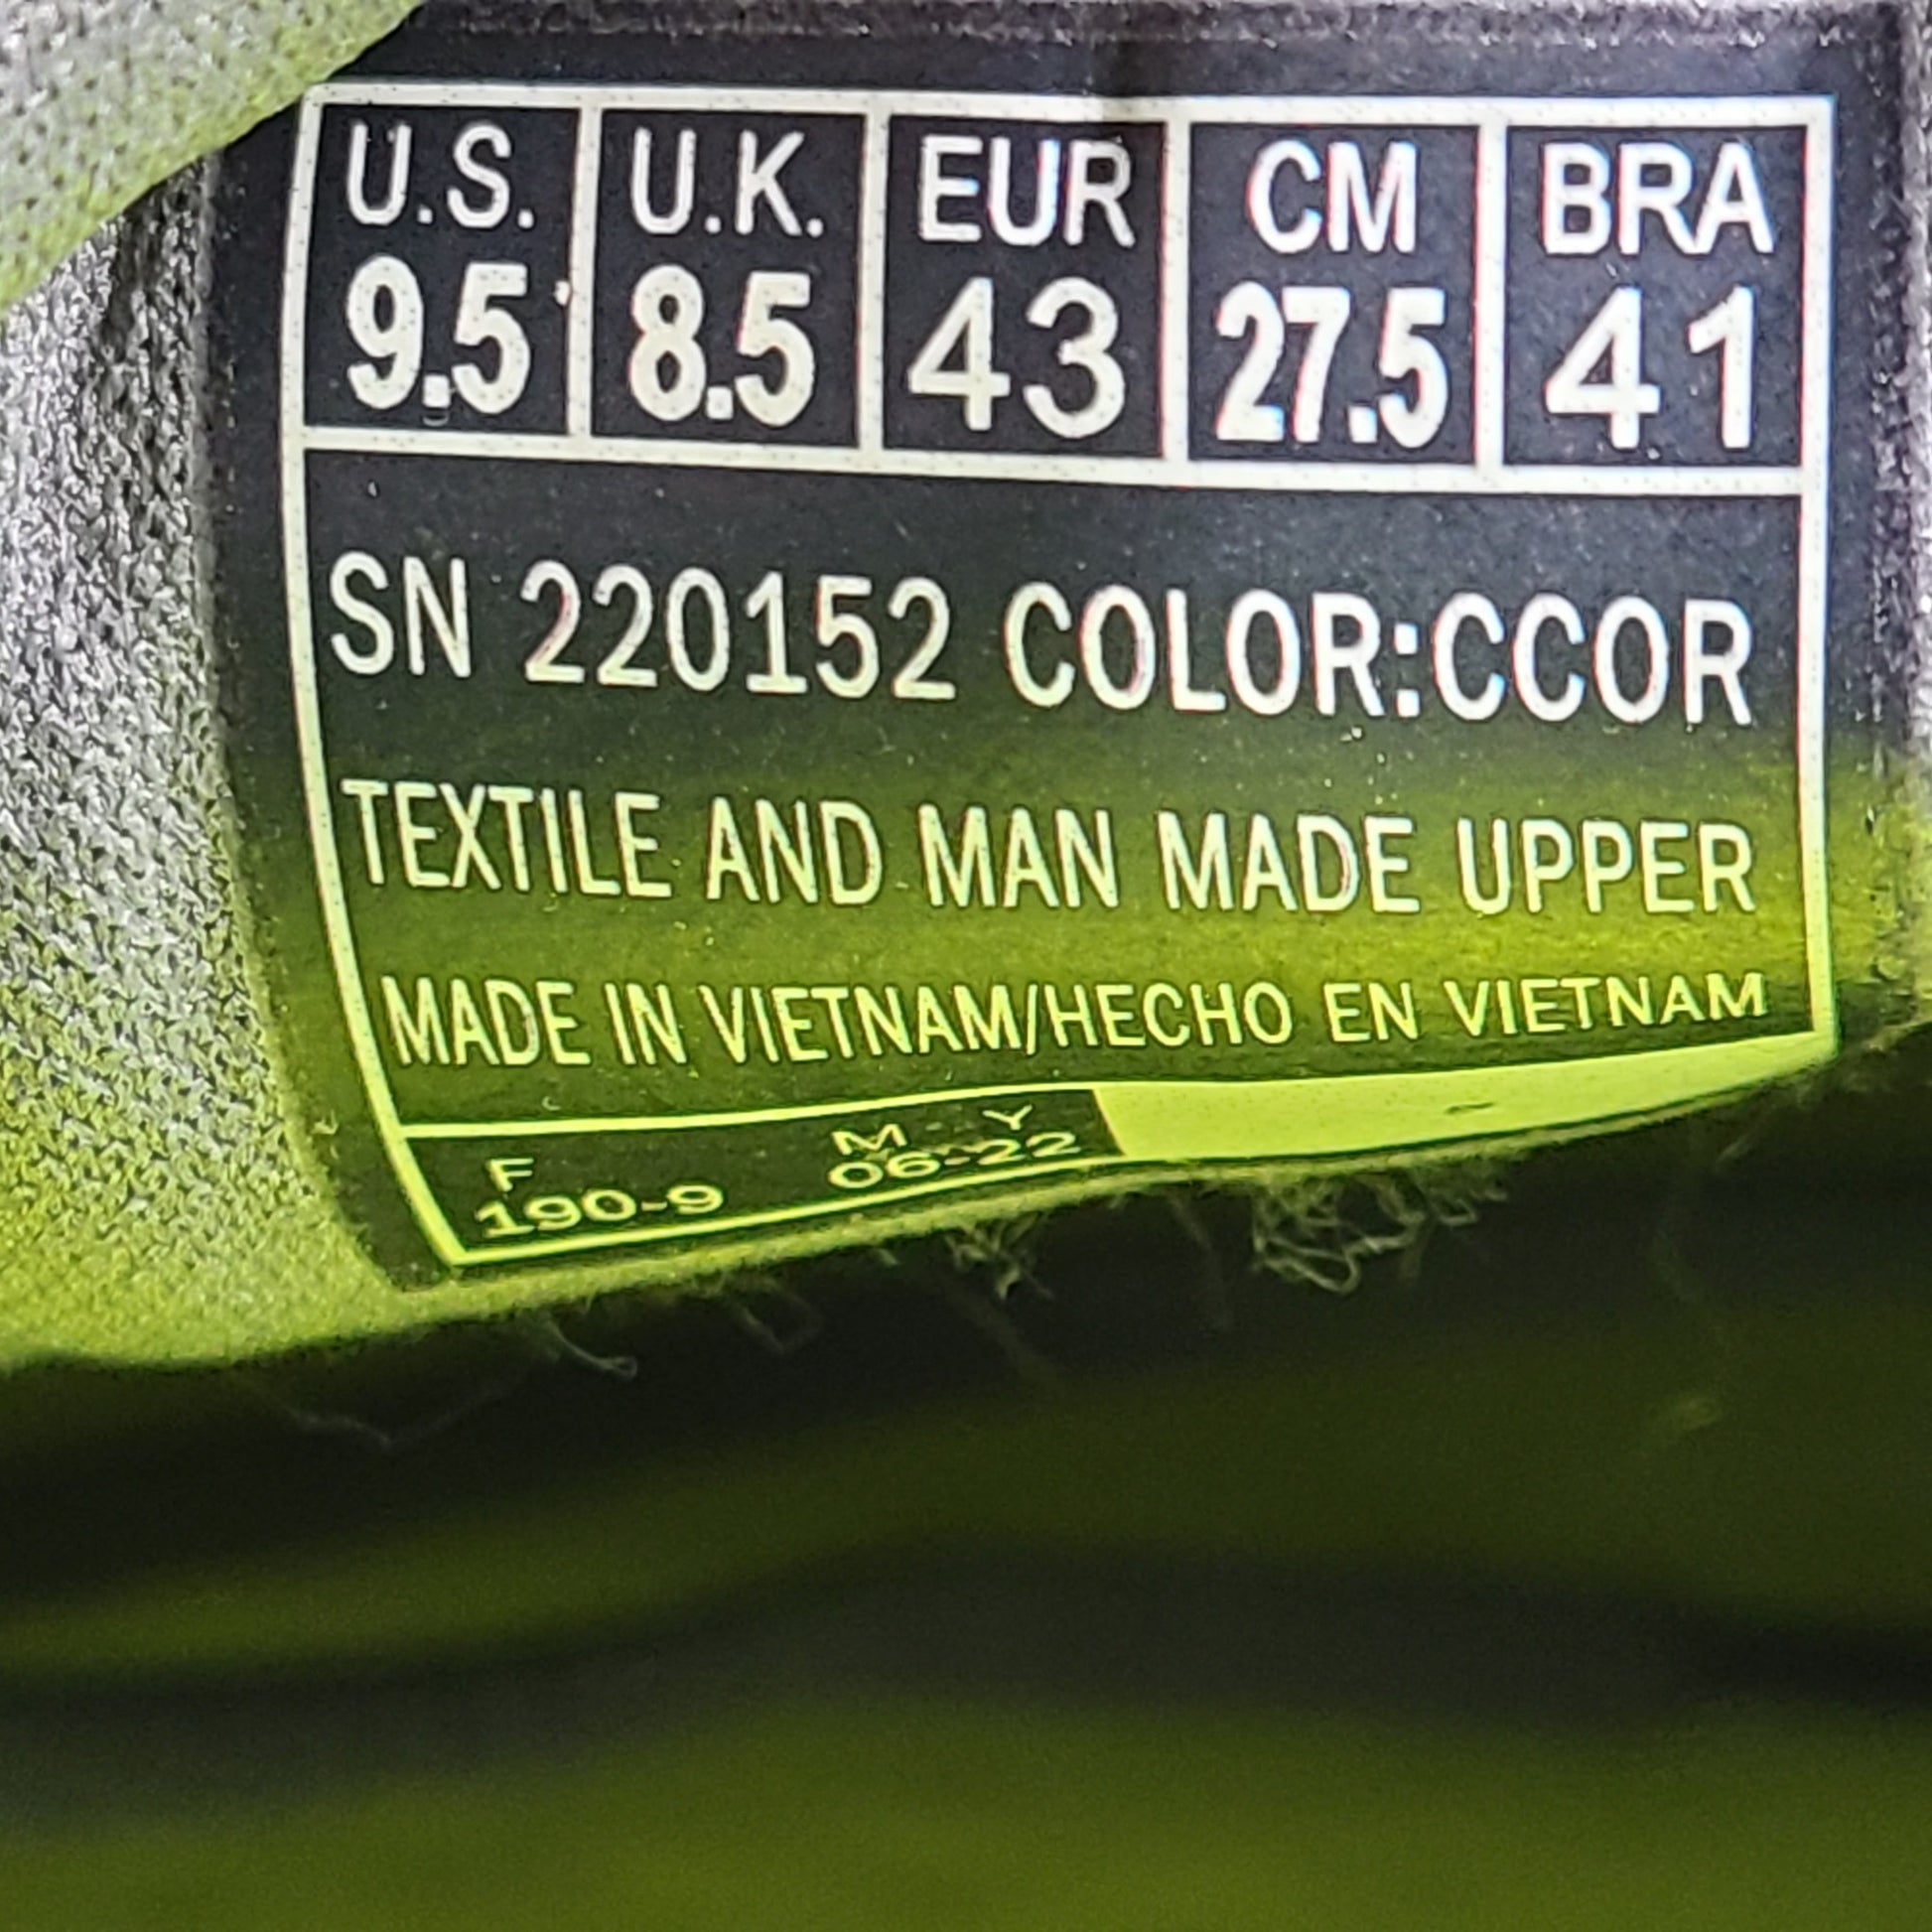 U.S. U.K. EUR CM BRA
9.5 8.5 43 27.5 41
SN 220152 COLOR:CCOR
TEXTILE AND MAN MADE UPPER
MADE IN VIETNAM/HECHO EN VIETNAM
F M Y
190-9 06-22